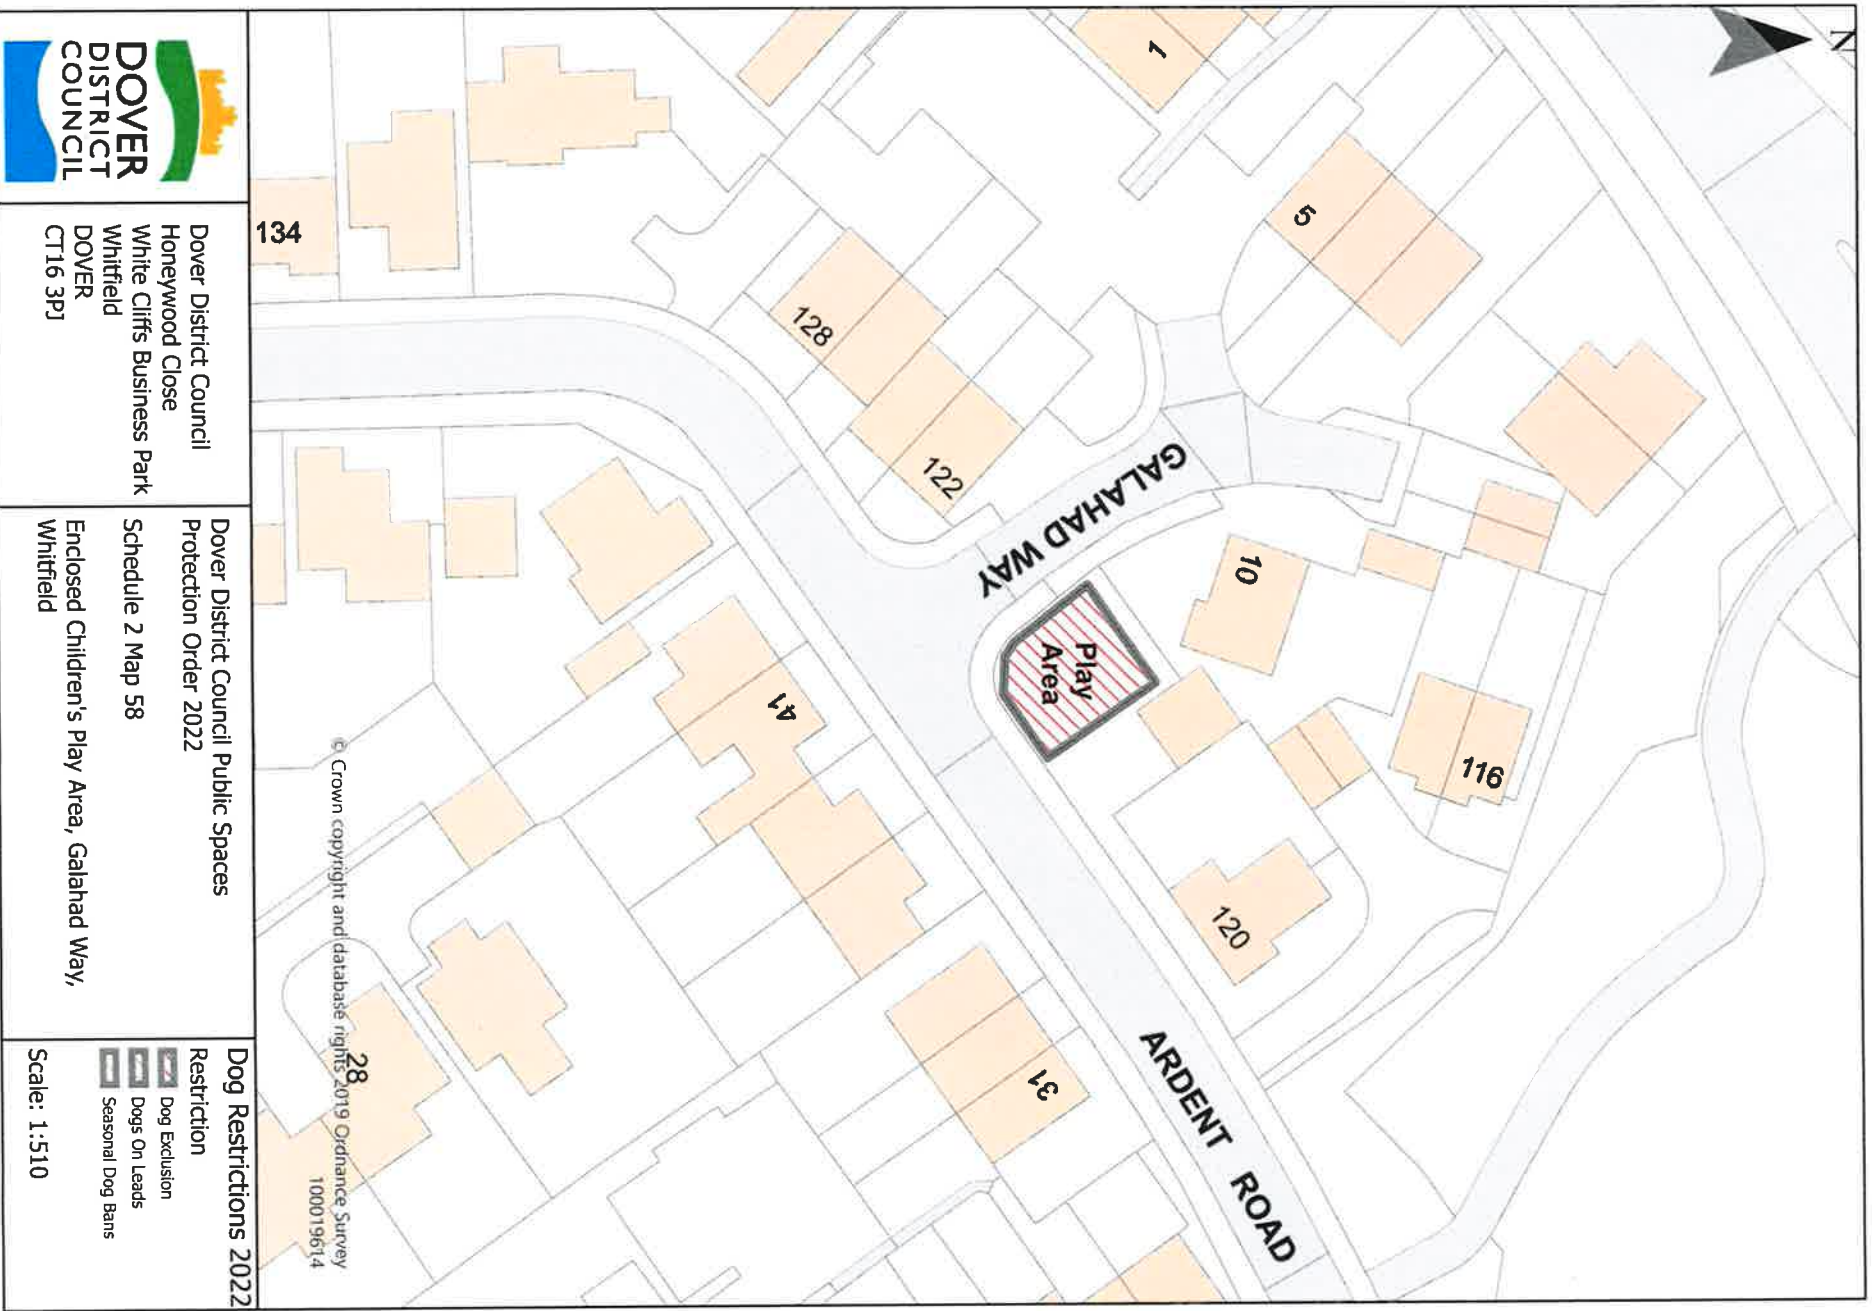 N
1
5
134
128
122
GALAHAD WAY
10
Play
Area
116
41
120
31
28
ARDENT ROAD
© Crown copyright and database rights 2019 Ordnance Survey
100019614
DOVER
DISTRICT
COUNCIL
Dover District Council
Honeywood Close
White Cliffs Business Park
Whitfield
DOVER
CT16 3PJ
Dover District Council Public Spaces
Protection Order 2022
Schedule 2 Map 58
Enclosed Children's Play Area, Galahad Way,
Whitfield
Dog Restrictions 2022
Restriction
Dog Exclusion
Dogs On Leads
Seasonal Dog Bans
Scale: 1:510